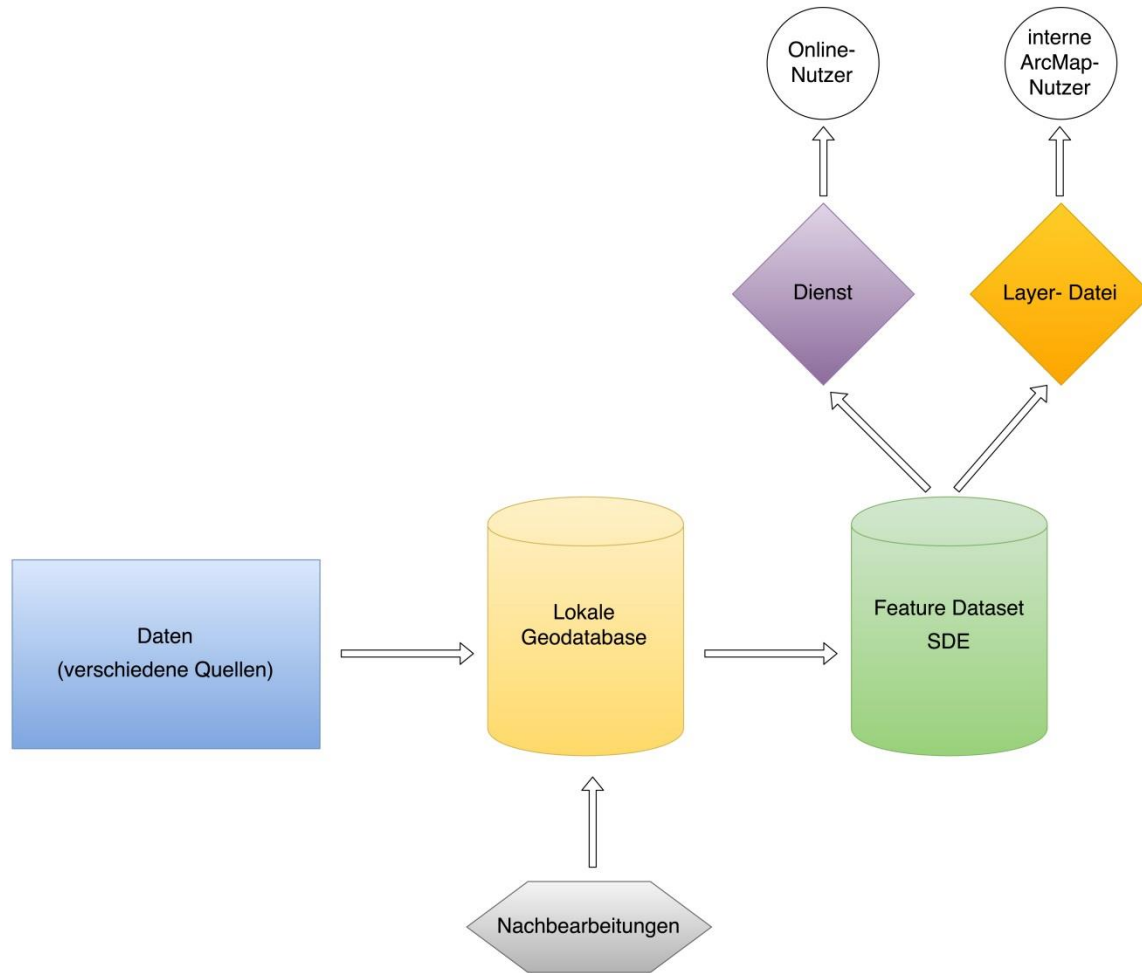 Online-
Nutzer
interne
ArcMap-
Nutzer
Dienst
Layer- Datei
Daten
(verschiedene Quellen)
Lokale
Geodatabase
Feature Dataset
SDE
Nachbearbeitungen